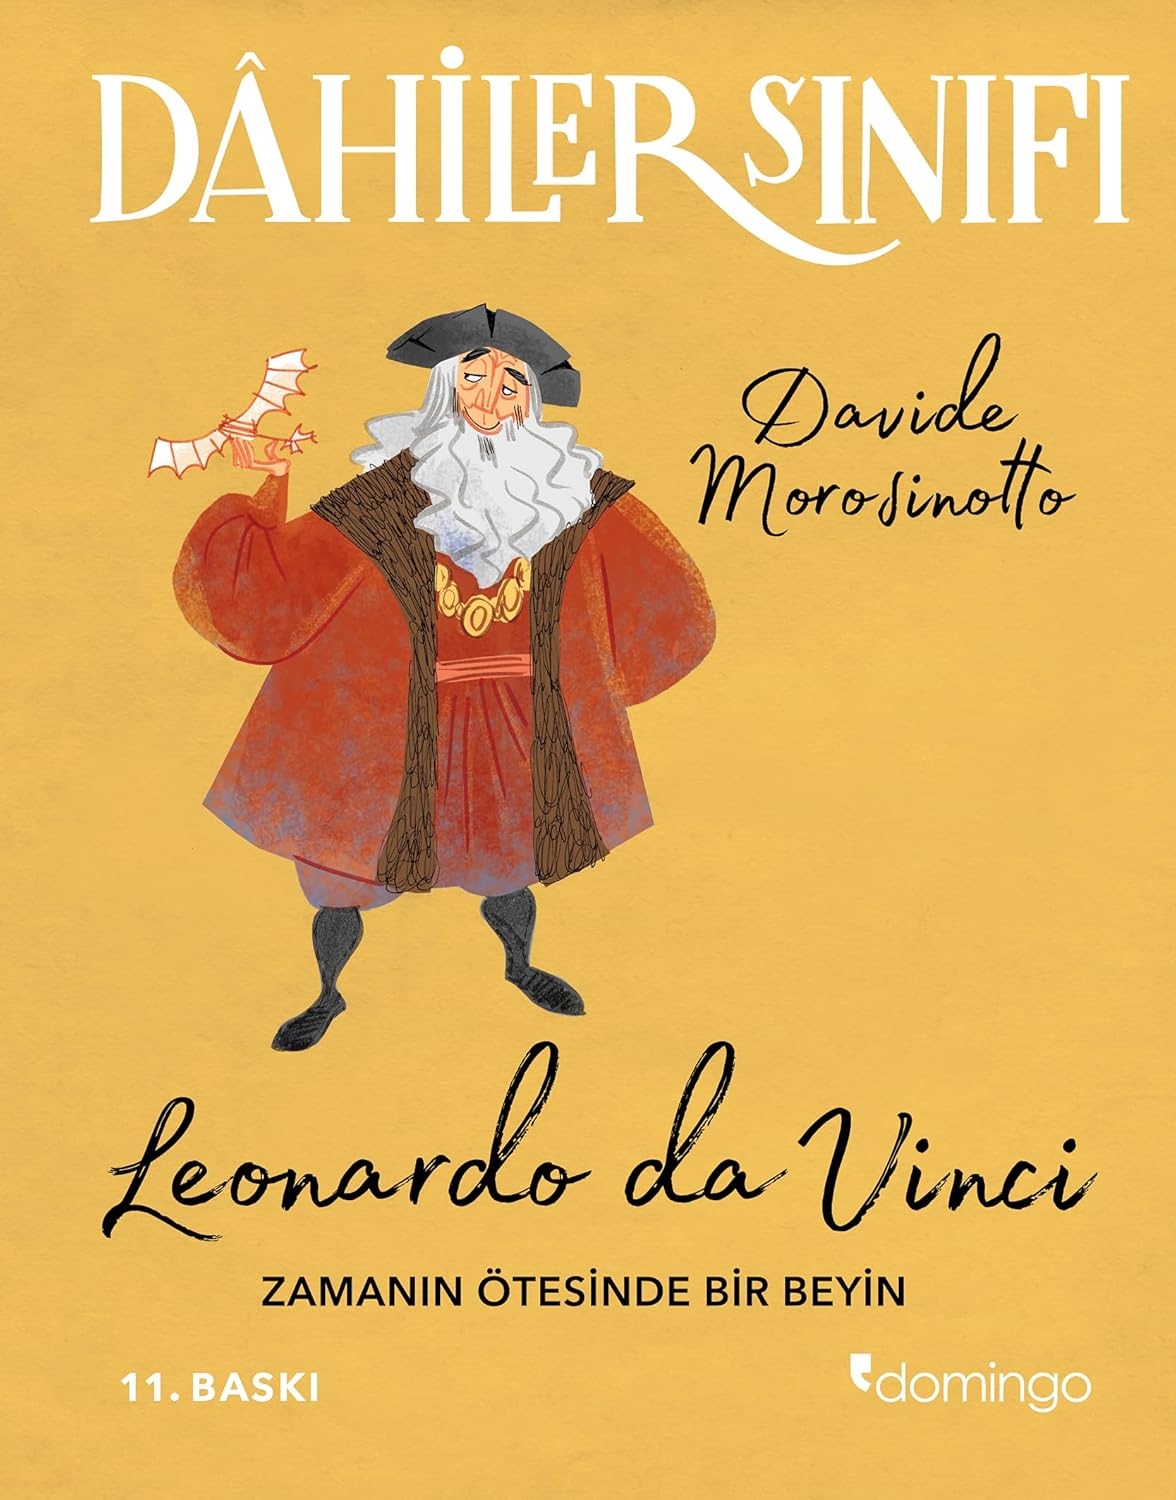 DÂHİLER SINIFI
Davide
Morosinotto
Leonardo da Vinci
ZAMANIN ÖTESİNDE BİR BEYİN
11. BASKI
domingo